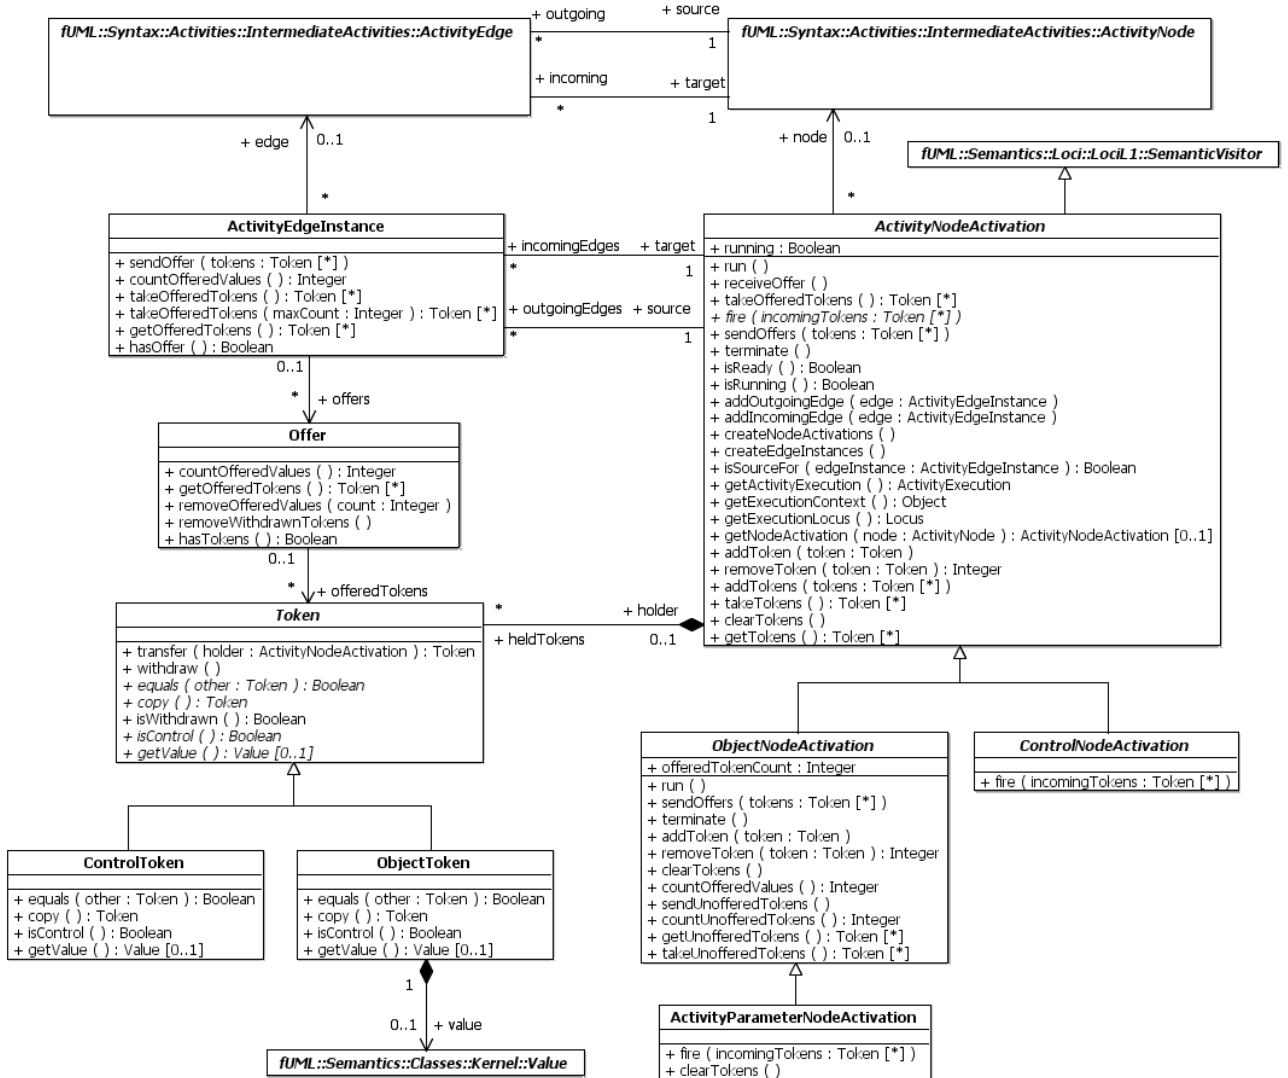 + outgoing
+ source
fUML::Syntax::Activities::IntermediateActivities::ActivityEdge
*
1
fUML::Syntax::Activities::IntermediateActivities::ActivityNode
+ incoming
+ target
*
1
+ edge
0..1
*
+ node
0..1
*
fUML::Semantics::Loci::LociL1::SemanticVisitor
ActivityEdgeInstance
+ sendOffer ( tokens : Token [*] )
+ countOfferedValues ( ) : Integer
+ takeOfferedTokens ( ) : Token [*]
+ takeOfferedTokens ( maxCount : Integer ) : Token [*]
+ getOfferedTokens ( ) : Token [*]
+ hasOffer ( ) : Boolean
+ incomingEdges
+ target
*
1
+ outgoingEdges
+ source
*
1
ActivityNodeActivation
+ running : Boolean
+ run ( )
+ receiveOffer ( )
+ takeOfferedTokens ( ) : Token [*]
+ fire ( incomingTokens : Token [*] )
+ sendOffers ( tokens : Token [*] )
+ terminate ( )
+ isReady ( ) : Boolean
+ isRunning ( ) : Boolean
+ addOutgoingEdge ( edge : ActivityEdgeInstance )
+ addIncomingEdge ( edge : ActivityEdgeInstance )
+ createNodeActivations ( )
+ createEdgeInstances ( )
+ isSourceFor ( edgeInstance : ActivityEdgeInstance ) : Boolean
+ getActivityExecution ( ) : ActivityExecution
+ getExecutionContext ( ) : Object
+ getExecutionLocus ( ) : Locus
+ getNodeActivation ( node : ActivityNode ) : ActivityNodeActivation [0..1]
+ addToken ( token : Token )
+ removeToken ( token : Token ) : Integer
+ addTokens ( tokens : Token [*] )
+ takeTokens ( ) : Token [*]
+ clearTokens ( )
+ getTokens ( ) : Token [*]
0..1
*
+ offers
Offer
+ countOfferedValues ( ) : Integer
+ getOfferedTokens ( ) : Token [*]
+ removeOfferedValues ( count : Integer )
+ removeWithdrawnTokens ( )
+ hasTokens ( ) : Boolean
0..1
*
+ offeredTokens
Token
+ transfer ( holder : ActivityNodeActivation ) : Token
+ withdraw ( )
+ equals ( other : Token ) : Boolean
+ copy ( ) : Token
+ isWithdrawn ( ) : Boolean
+ isControl ( ) : Boolean
+ getValue ( ) : Value [0..1]
*
+ holder
+ heldTokens
0..1
ObjectNodeActivation
+ offeredTokenCount : Integer
+ run ( )
+ sendOffers ( tokens : Token [*] )
+ terminate ( )
+ addToken ( token : Token )
+ removeToken ( token : Token ) : Integer
+ clearTokens ( )
+ countOfferedValues ( ) : Integer
+ sendUnofferedTokens ( )
+ countUnofferedTokens ( ) : Integer
+ getUnofferedTokens ( ) : Token [*]
+ takeUnofferedTokens ( ) : Token [*]
ControlNodeActivation
+ fire ( incomingTokens : Token [*] )
ControlToken
+ equals ( other : Token ) : Boolean
+ copy ( ) : Token
+ isControl ( ) : Boolean
+ getValue ( ) : Value [0..1]
ObjectToken
+ equals ( other : Token ) : Boolean
+ copy ( ) : Token
+ isControl ( ) : Boolean
+ getValue ( ) : Value [0..1]
1
0..1
+ value
fUML::Semantics::Classes::Kernel::Value
ActivityParameterNodeActivation
+ fire ( incomingTokens : Token [*] )
+ clearTokens ( )